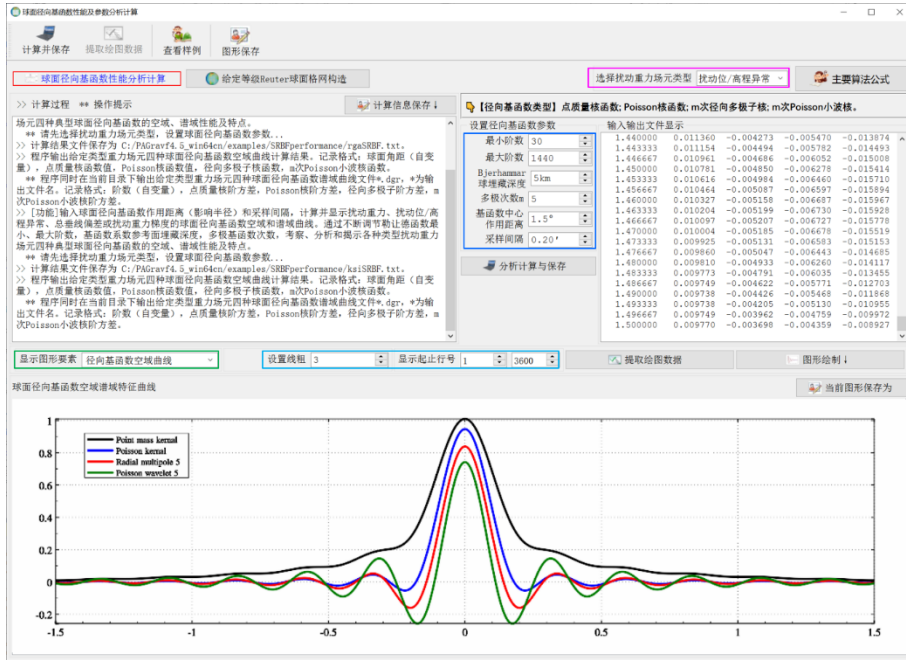 球面径向基函数性能及参数分析计算
计算并保存
提取绘图数据
查看样例
图形保存
球面径向基函数性能分析计算
给定等级Reuter球面格网构造
选择扰动重力场元类型 扰动位/高程异常
主要算法公式
>> 计算过程 ** 操作提示
计算信息保存↓
场元四种典型球面径向基函数的空域、谱域性能及特点。
** 请先选择扰动重力场元类型，设置球面径向基函数参数...
>> 计算结果文件保存为 C:/PAGravf4.5_win64cn/examples/SRBFperformance/rgaSRBF.txt。
>> 程序输出给定类型重力场元四种球面径向基函数空域曲线计算结果。记录格式：球面角距（自变
量），点质量核函数值，Poisson核函数值，径向多极子核函数，m次Poisson小波核函数。
** 程序同时在当前目录下输出给定类型重力场元四种球面径向基函数谱域曲线文件*.dgr，*为输
出文件名。记录格式：阶数（自变量），点质量核阶方差，Poisson核阶方差，径向多极子阶方差，m
次Poisson小波核阶方差。
>> [功能]输入球面径向基函数作用距离（影响半径）和采样间隔，计算并显示扰动重力、扰动位/高
程异常、总垂线偏差或扰动重力梯度的球面径向基函数空域和谱域曲线。通过不断调节勒让德函数最
小、最大阶数，基函数系数参考面埋藏深度，多极基函数次数，考察、分析和揭示各种类型扰动重力
场元四种典型球面径向基函数的空域、谱域性能及特点。
** 请先选择扰动重力场元类型，设置球面径向基函数参数...
>> 计算结果文件保存为 C:/PAGravf4.5_win64cn/examples/SRBFperformance/ksiSRBF.txt。
>> 程序输出给定类型重力场元四种球面径向基函数空域曲线计算结果。记录格式：球面角距（自变
量），点质量核函数值，Poisson核函数值，径向多极子核函数，m次Poisson小波核函数。
** 程序同时在当前目录下输出给定类型重力场元四种球面径向基函数谱域曲线文件*.dgr，*为输
出文件名。记录格式：阶数（自变量），点质量核阶方差，Poisson核阶方差，径向多极子阶方差，m
次Poisson小波核阶方差。
【径向基函数类型】点质量核函数; Poisson核函数; m次径向多极子核; m次Poisson小波核。
设置径向基函数参数
最小阶数 30
最大阶数 1440
Bjerhammar
球埋藏深度 5km
多极次数m 5
基函数中心
作用距离 1.5°
采样间隔 0.20'
分析计算与保存
输入输出文件显示
1.440000 0.011360 -0.004273 -0.005470 -0.013874
1.443333 0.011154 -0.004494 -0.005782 -0.014493
1.446667 0.010961 -0.004686 -0.006052 -0.015008
1.450000 0.010781 -0.004850 -0.006278 -0.015414
1.453333 0.010616 -0.004984 -0.006460 -0.015710
1.456667 0.010464 -0.005087 -0.006597 -0.015894
1.460000 0.010327 -0.005158 -0.006687 -0.015967
1.463333 0.010204 -0.005199 -0.006730 -0.015928
1.466667 0.010097 -0.005207 -0.006727 -0.015778
1.470000 0.010004 -0.005185 -0.006678 -0.015519
1.473333 0.009925 -0.005131 -0.006583 -0.015153
1.476667 0.009860 -0.005047 -0.006443 -0.014685
1.480000 0.009810 -0.004933 -0.006260 -0.014117
1.483333 0.009773 -0.004791 -0.006035 -0.013455
1.486667 0.009749 -0.004622 -0.005771 -0.012703
1.490000 0.009738 -0.004426 -0.005468 -0.011868
1.493333 0.009738 -0.004205 -0.005130 -0.010955
1.496667 0.009749 -0.003962 -0.004759 -0.009972
1.500000 0.009770 -0.003698 -0.004359 -0.008927
显示图形要素 径向基函数空域曲线
设置线粗 3
显示起止行号 1 3600
提取绘图数据
图形绘制↓
球面径向基函数空域谱域特征曲线
当前图形保存为
Point mass kernal
Poisson kernal
Radial multipole 5
Poisson wavelet 5
1
0.8
0.6
0.4
0.2
0
-0.2
-1.5 -1 -0.5 0 0.5 1 1.5